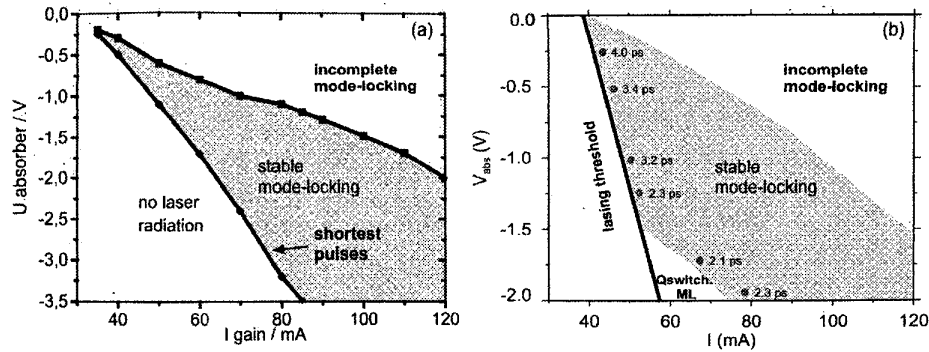 (a)
0,0
-0,5
-1,0
-1,5
-2,0
-2,5
-3,0
-3,5
U absorber / V
incomplete
mode-locking
stable
mode-locking
no laser
radiation
shortest
pulses
40 60 80 100 120
I gain / mA
(b)
0.0
-0.5
-1.0
-1.5
-2.0
V abs (V)
4.0 ps
3.4 ps
3.2 ps
2.3 ps
2.1 ps
2.3 ps
incomplete
mode-locking
stable
mode-locking
lasing threshold
Qswitch.
ML
20 40 60 80 100 120
I (mA)